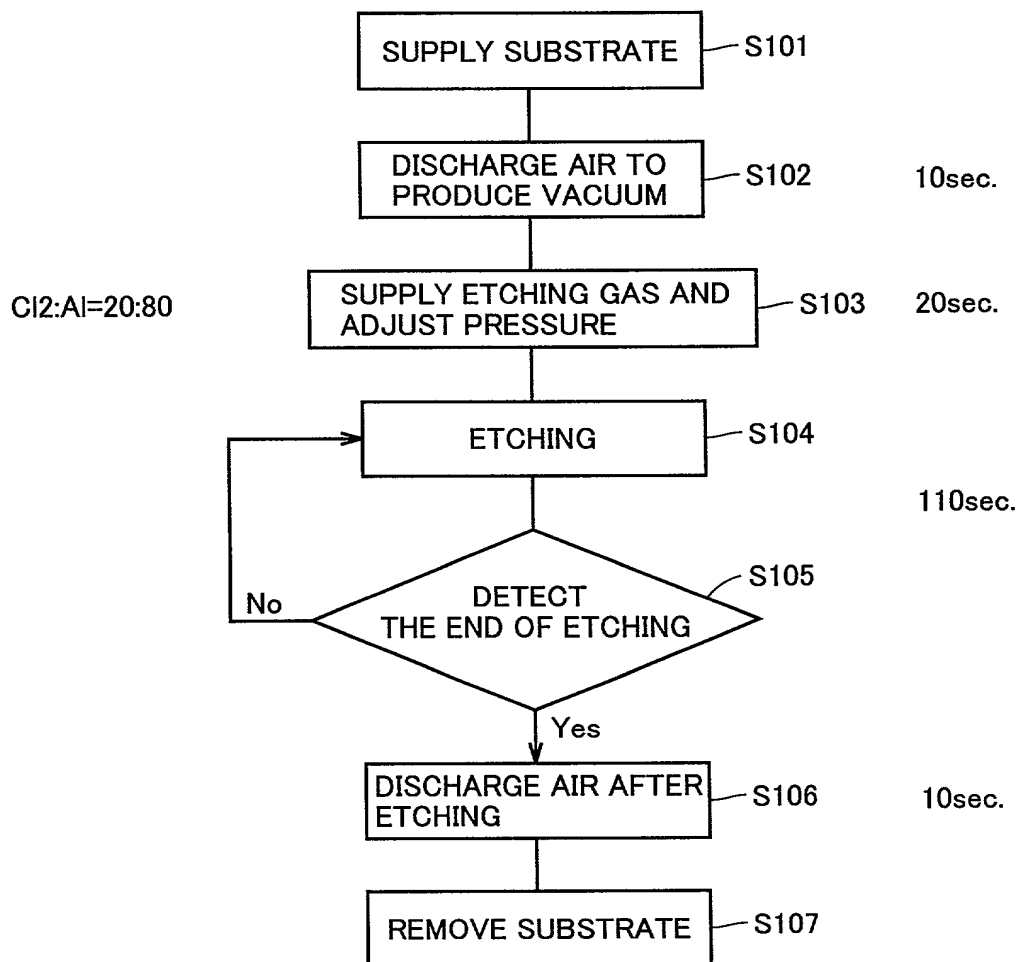 SUPPLY SUBSTRATE
S101
DISCHARGE AIR TO
PRODUCE VACUUM
S102
10sec.
Cl2:Al=20:80
SUPPLY ETCHING GAS AND
ADJUST PRESSURE
S103
20sec.
ETCHING
S104
110sec.
DETECT
THE END OF ETCHING
S105
No
Yes
DISCHARGE AIR AFTER
ETCHING
S106
10sec.
REMOVE SUBSTRATE
S107